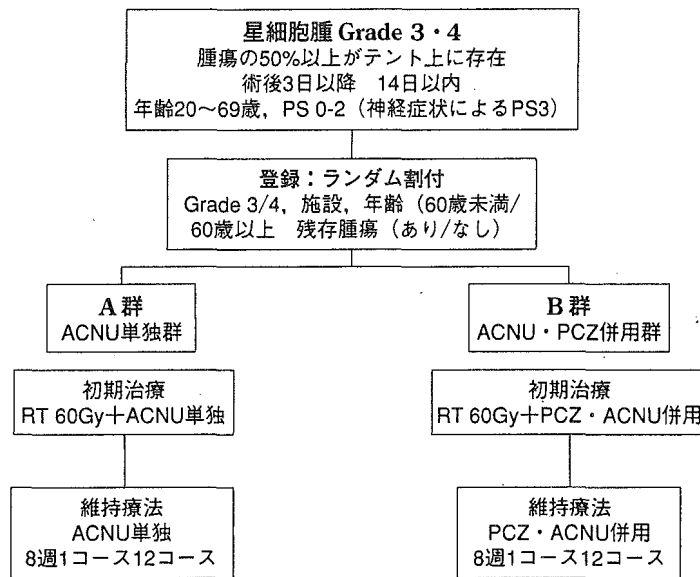 星細胞腫 Grade 3・4
腫瘍の50%以上がテント上に存在
術後3日以降　14日以内
年齢20〜69歳，PS 0-2（神経症状によるPS3）
登録：ランダム割付
Grade 3/4，施設，年齢（60歳未満/
60歳以上　残存腫瘍（あり/なし）
A群
ACNU単独群
B群
ACNU・PCZ併用群
初期治療
RT 60Gy＋ACNU単独
初期治療
RT 60Gy＋PCZ・ACNU併用
維持療法
ACNU単独
8週1コース12コース
維持療法
PCZ・ACNU併用
8週1コース12コース